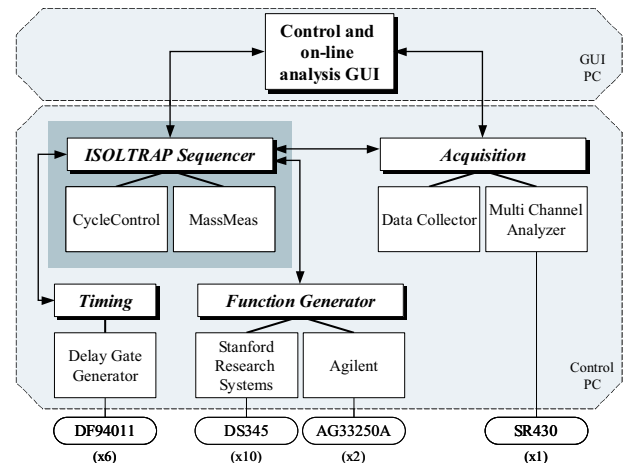 Control and
on-line
analysis GUI
GUI
PC
ISOLTRAP Sequencer
Acquisition
CycleControl
MassMeas
Data Collector
Multi Channel
Analyzer
Timing
Function Generator
Delay Gate
Generator
Stanford
Research
Systems
Agilent
Control
PC
DF94011
DS345
AG33250A
SR430
(x6)
(x10)
(x2)
(x1)